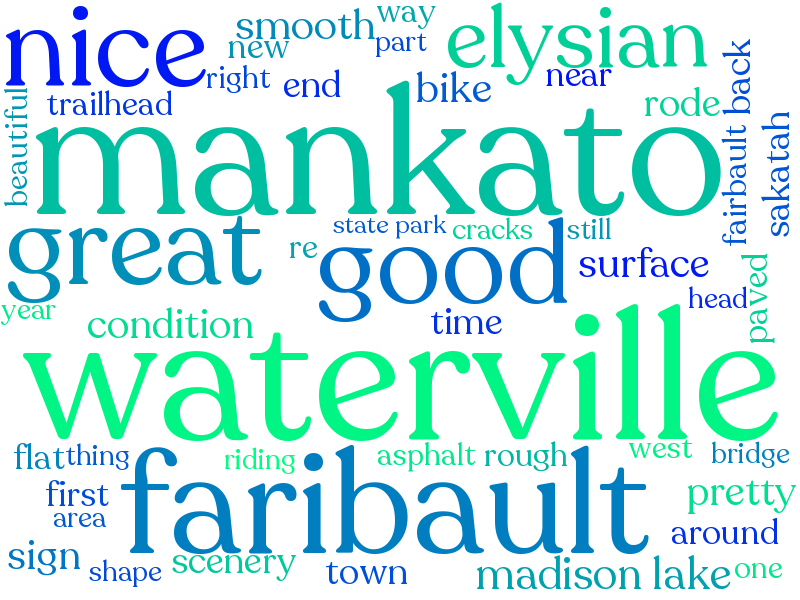 nice
smooth
way
new
part
elysian
right
end
bike
near
trailhead
rode
beautiful
mankato
fairbault
back
sakatah
great
state park
cracks
still
re
good
surface
head
paved
year
condition
time
waterville
flat
thing
riding
asphalt
rough
west
bridge
first
faribault
pretty
area
around
sign
shape
scenery
town
madison lake
one